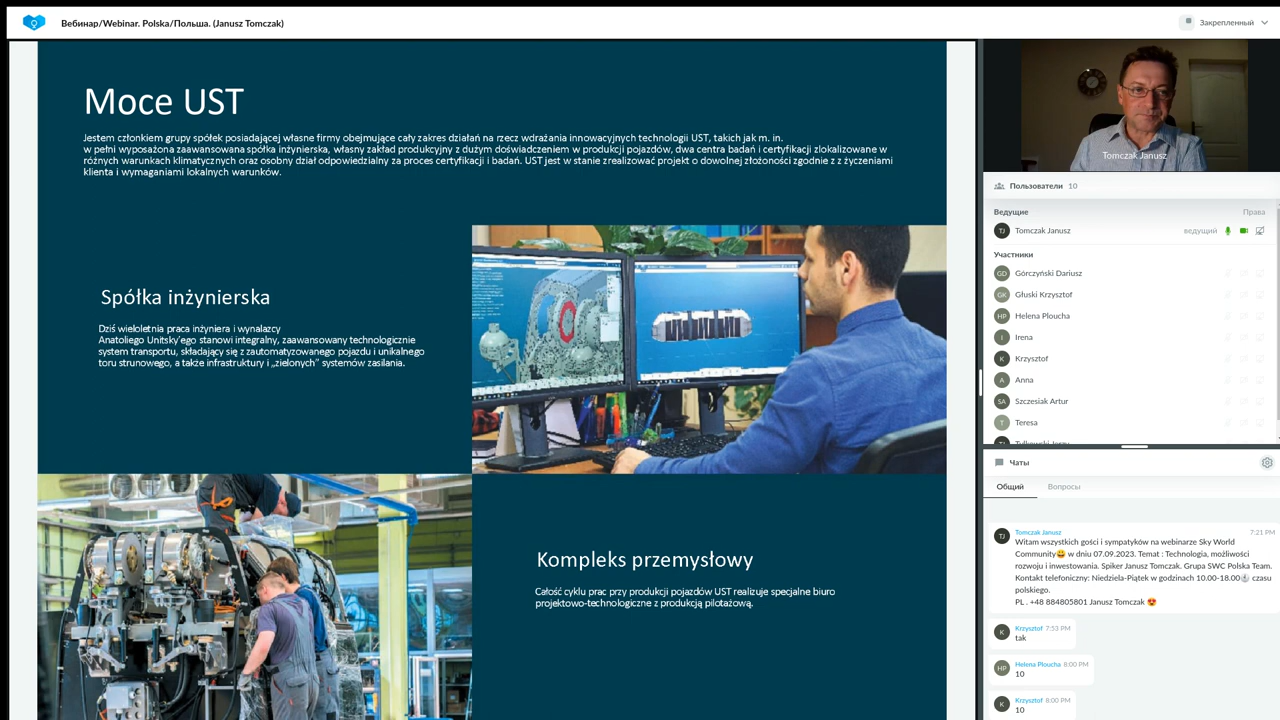 Вебинар/Webinar. Polska/Польша. (Janusz Tomczak)
Закрепленный
Moce UST
Jestem członkiem grupy spółek posiadającej własne firmy obejmujące cały zakres działań na rzecz wdrażania innowacyjnych technologii UST, takich jak m. in.
w pełni wyposażona zaawansowana spółka inżynierska, własny zakład produkcyjny z dużym doświadczeniem w produkcji pojazdów, dwa centra badań i certyfikacji zlokalizowane w
różnych warunkach klimatycznych oraz osobny dział odpowiedzialny za proces certyfikacji i badań. UST jest w stanie zrealizować projekt o dowolnej złożoności zgodnie z z życzeniami
klienta i wymaganiami lokalnych warunków.
Spółka inżynierska
Dziś wieloletnia praca inżyniera i wynalazcy
Anatoliego Unitsky'ego stanowi integralny, zaawansowany technologicznie
system transportu, składający się z zautomatyzowanego pojazdu i unikalnego
toru strunowego, a także infrastruktury i „zielonych” systemów zasilania.
Kompleks przemysłowy
Całość cyklu prac przy produkcji pojazdów UST realizuje specjalne biuro
projektowo-technologiczne z produkcją pilotażową.
Tomczak Janusz
Пользователи 10
Ведущие Права
TJ Tomczak Janusz ведущий
Участники
GD Górczyński Dariusz
GK Głuski Krzysztof
HP Helena Ploucha
I Irena
K Krzysztof
A Anna
SA Szczesiak Artur
T Teresa
Чаты
Общий Вопросы
TJ Tomczak Janusz 7:21 PM
Witam wszystkich gości i sympatyków na webinarze Sky World
Community😀 w dniu 07.09.2023. Temat : Technologia, możliwości
rozwoju i inwestowania. Spiker Janusz Tomczak. Grupa SWC Polska Team.
Kontakt telefoniczny: Niedziela-Piątek w godzinach 10.00-18.00 czasu
polskiego.
PL . +48 884805801 Janusz Tomczak 😍
K Krzysztof 7:53 PM
tak
HP Helena Ploucha 8:00 PM
10
K Krzysztof 8:00 PM
10